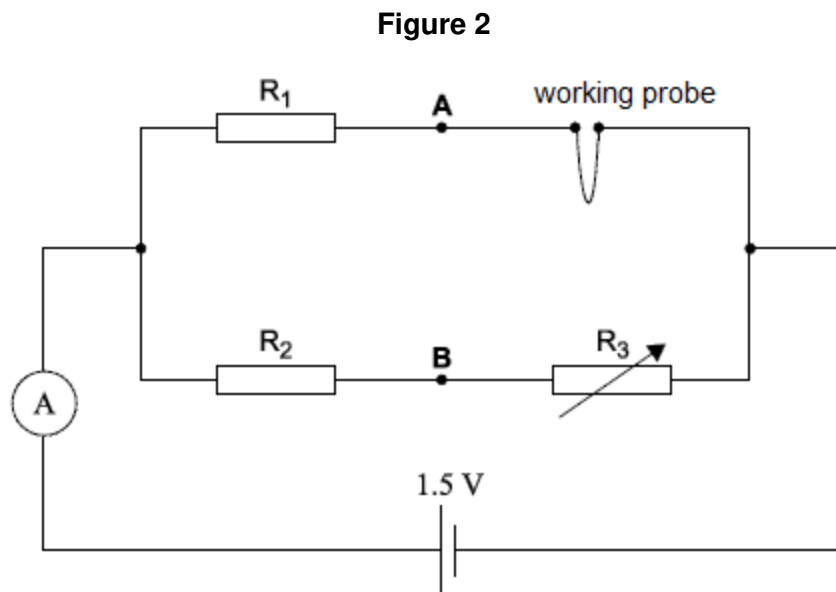 Figure 2
R₁
A
working probe
R₂
B
R₃
A
1.5 V